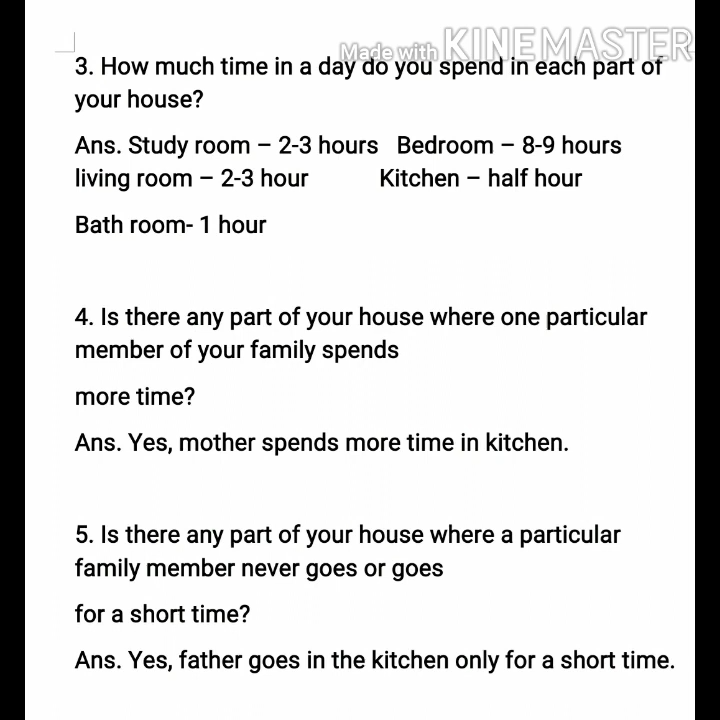 Made with KINEMASTER
3. How much time in a day do you spend in each part of
your house?
Ans. Study room – 2-3 hours   Bedroom – 8-9 hours
living room – 2-3 hour   Kitchen – half hour
Bath room- 1 hour
4. Is there any part of your house where one particular
member of your family spends
more time?
Ans. Yes, mother spends more time in kitchen.
5. Is there any part of your house where a particular
family member never goes or goes
for a short time?
Ans. Yes, father goes in the kitchen only for a short time.